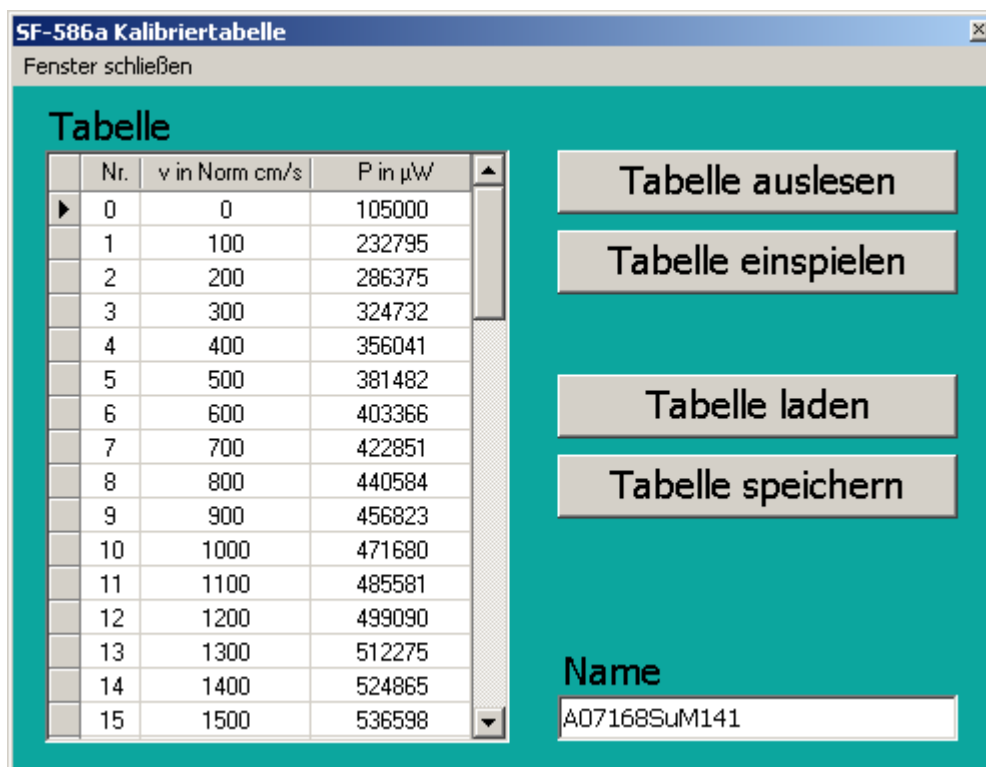 SF-586a Kalibriertabelle
Fenster schließen
Tabelle
Nr. v in Norm cm/s P in µW
0 0 105000
1 100 232795
2 200 286375
3 300 324732
4 400 356041
5 500 381482
6 600 403366
7 700 422851
8 800 440584
9 900 456823
10 1000 471680
11 1100 485581
12 1200 499090
13 1300 512275
14 1400 524865
15 1500 536598
Tabelle auslesen
Tabelle einspielen
Tabelle laden
Tabelle speichern
Name
A07168SuM141